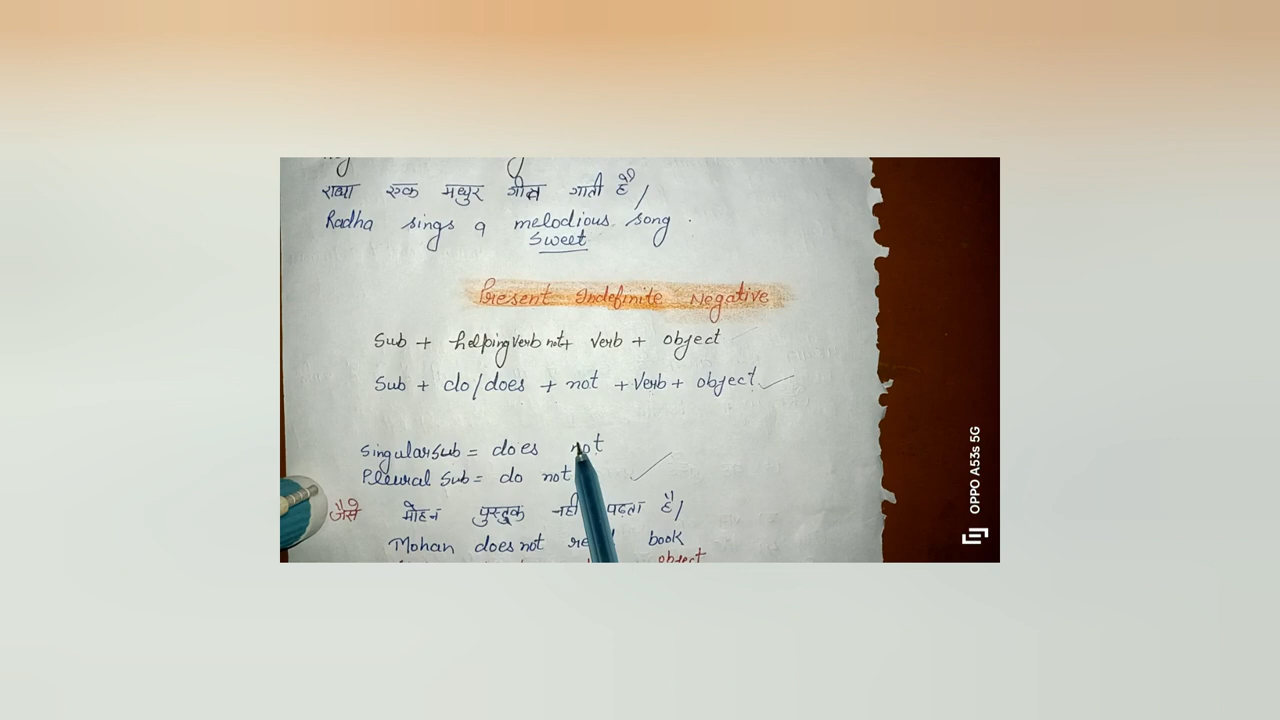 राधा एक मधुर गीत गाती है/
Radha sings a melodious song.
Sweet
Present Indefinite Negative
Sub + helping verb not+ verb + object
Sub + do/does + not + verb + object
Singular sub = does not
Pleural Sub = do not
जैसे मोहन पुस्तुक नही पढ़ता है/
Mohan does not book
object
OPPO A53s 5G